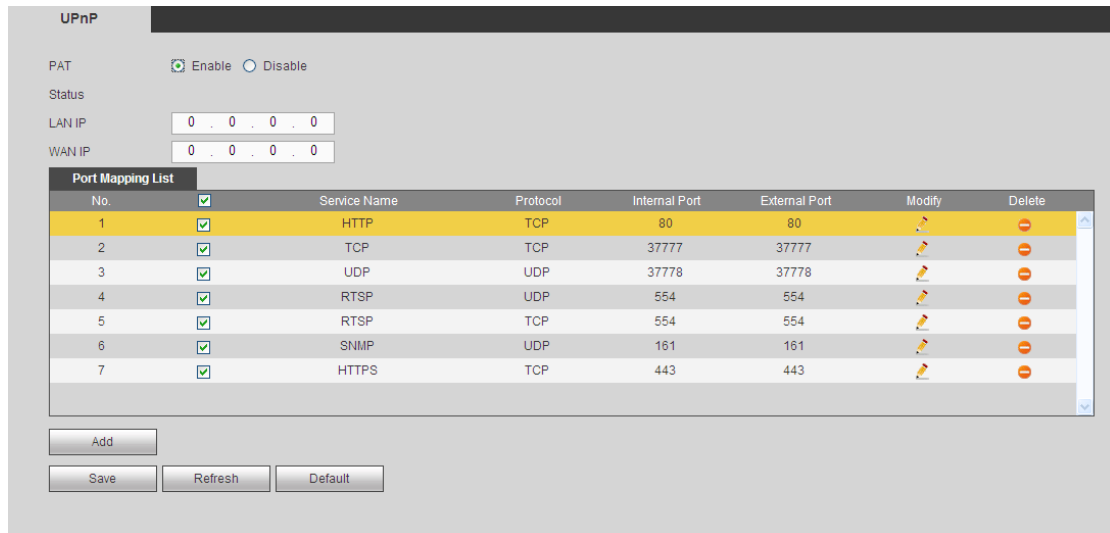 UPnP
PAT Enable Disable
Status
LAN IP 0 . 0 . 0 . 0
WAN IP 0 . 0 . 0 . 0
Port Mapping List
No. Service Name Protocol Internal Port External Port Modify Delete
1 HTTP TCP 80 80
2 TCP TCP 37777 37777
3 UDP UDP 37778 37778
4 RTSP UDP 554 554
5 RTSP TCP 554 554
6 SNMP UDP 161 161
7 HTTPS TCP 443 443
Add
Save Refresh Default